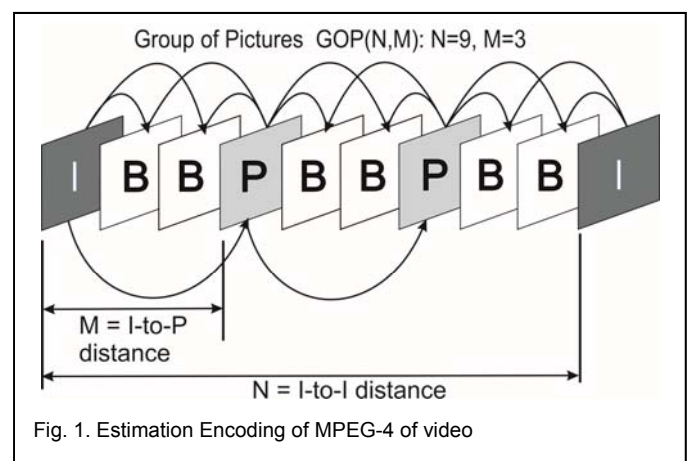 Group of Pictures GOP(N,M): N=9, M=3
I B B P B B P B B I
M = I-to-P
distance
N = I-to-I distance
Fig. 1. Estimation Encoding of MPEG-4 of video